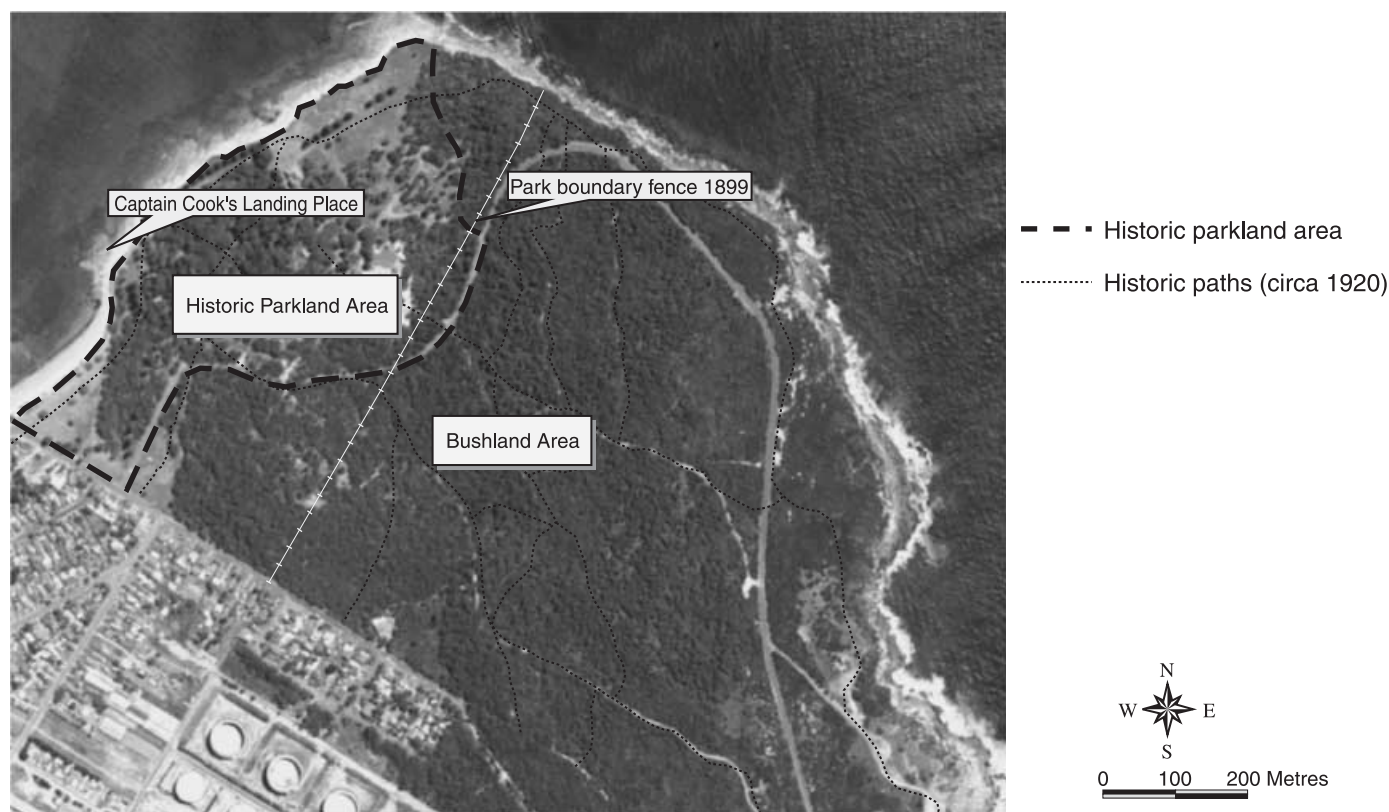 Captain Cook's Landing Place
Park boundary fence 1899
Historic Parkland Area
Bushland Area
Historic parkland area
Historic paths (circa 1920)
N
W E
S
0 100 200 Metres